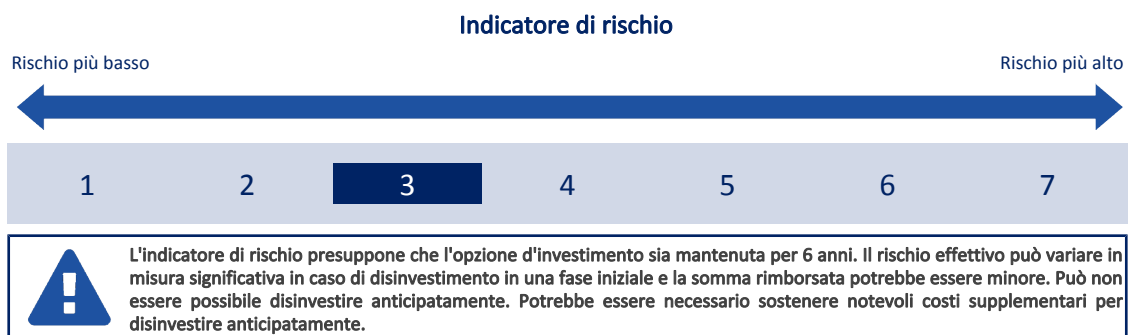 Indicatore di rischio
Rischio più basso
Rischio più alto
1 2 3 4 5 6 7
L'indicatore di rischio presuppone che l'opzione d'investimento sia mantenuta per 6 anni. Il rischio effettivo può variare in
misura significativa in caso di disinvestimento in una fase iniziale e la somma rimborsata potrebbe essere minore. Può non
essere possibile disinvestire anticipatamente. Potrebbe essere necessario sostenere notevoli costi supplementari per
disinvestire anticipatamente.